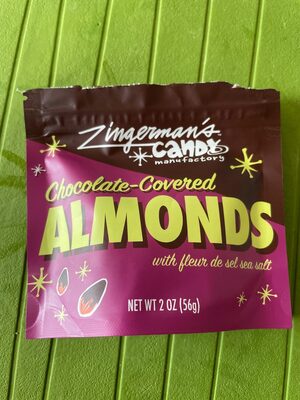 Zingerman's
CANDY
manufactory
Chocolate-Covered
ALMONDS
with fleur de sel sea salt
NET WT 2 OZ (56g)